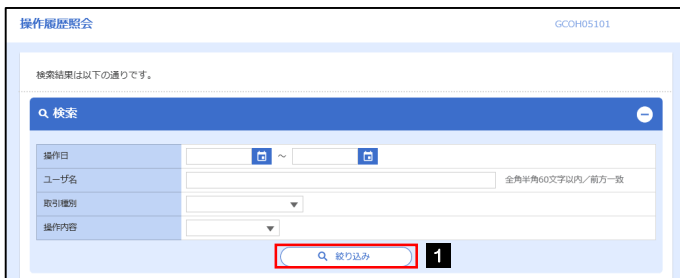 操作履歴照会 GCOH05101
検索結果は以下の通りです。
検索
操作日 ～
ユーザ名 全角半角60文字以内／前方一致
取引種別
操作内容
絞り込み 1